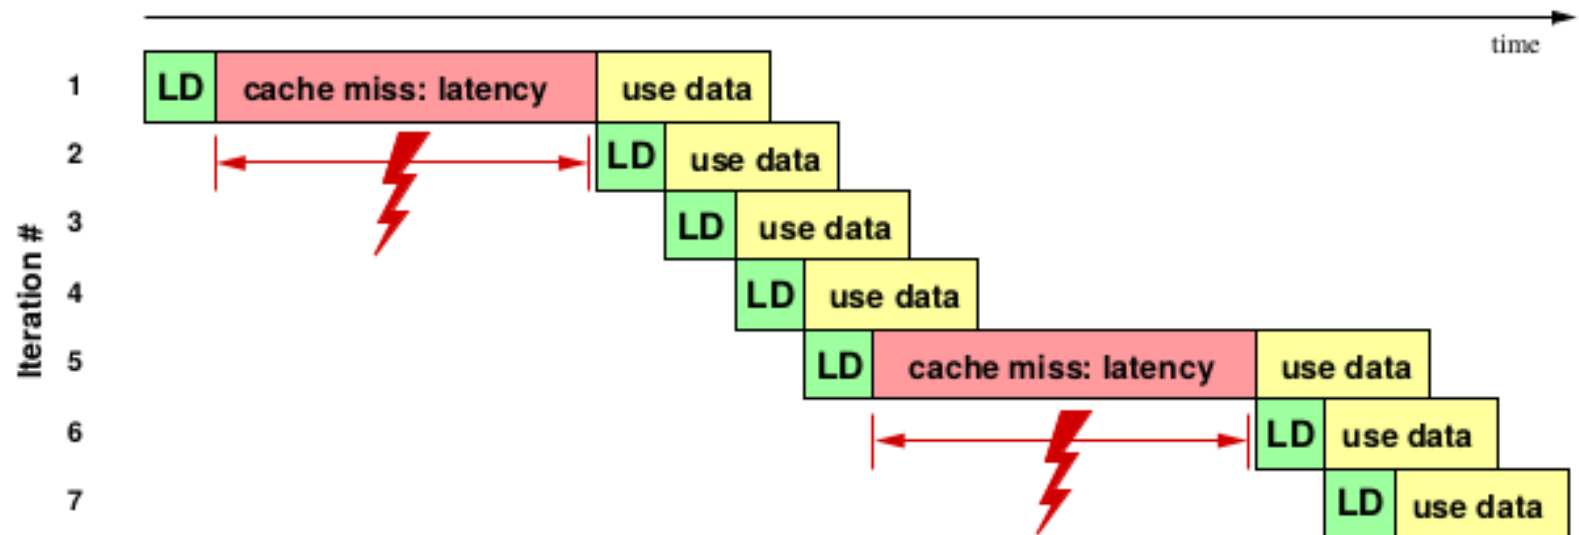 time
1 LD cache miss: latency use data
2 LD use data
3 LD use data
4 LD use data
5 LD cache miss: latency use data
6 LD use data
7 LD use data
Iteration #